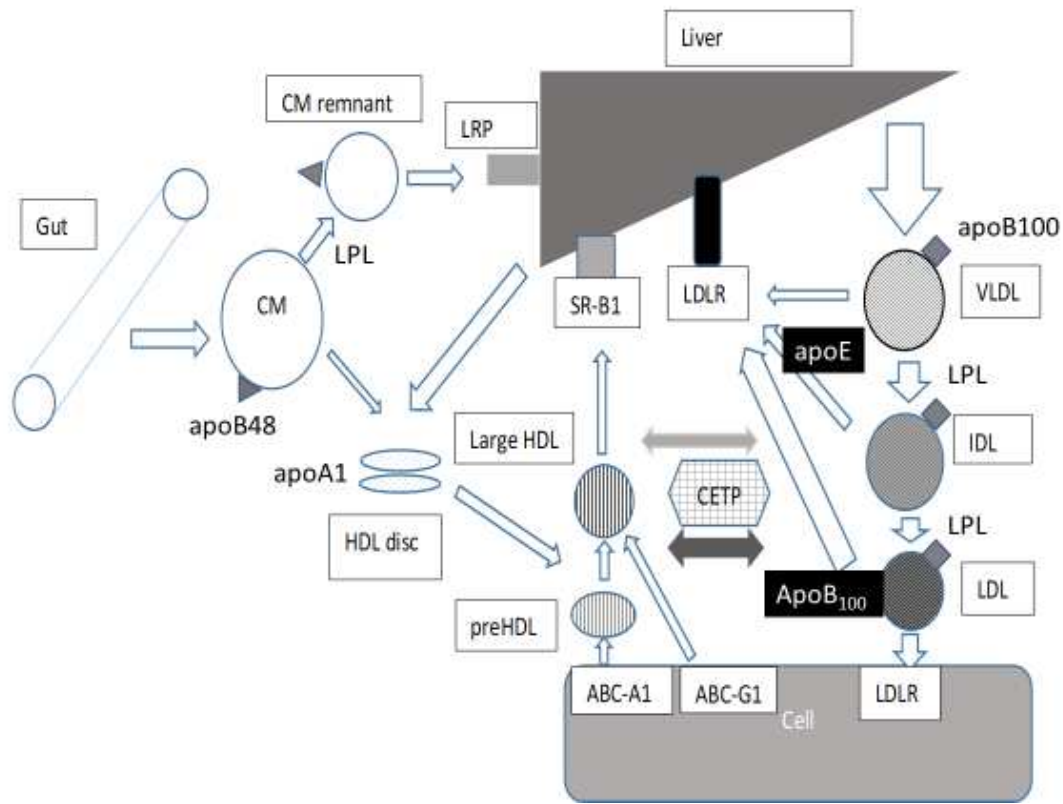 Liver
CM remnant
LRP
Gut
LPL
apoB100
CM
SR-B1
LDLR
VLDL
apoE
LPL
apoB48
Large HDL
IDL
apoA1
CETP
LPL
HDL disc
ApoB₁₀₀
LDL
preHDL
ABC-A1
ABC-G1
LDLR
Cell